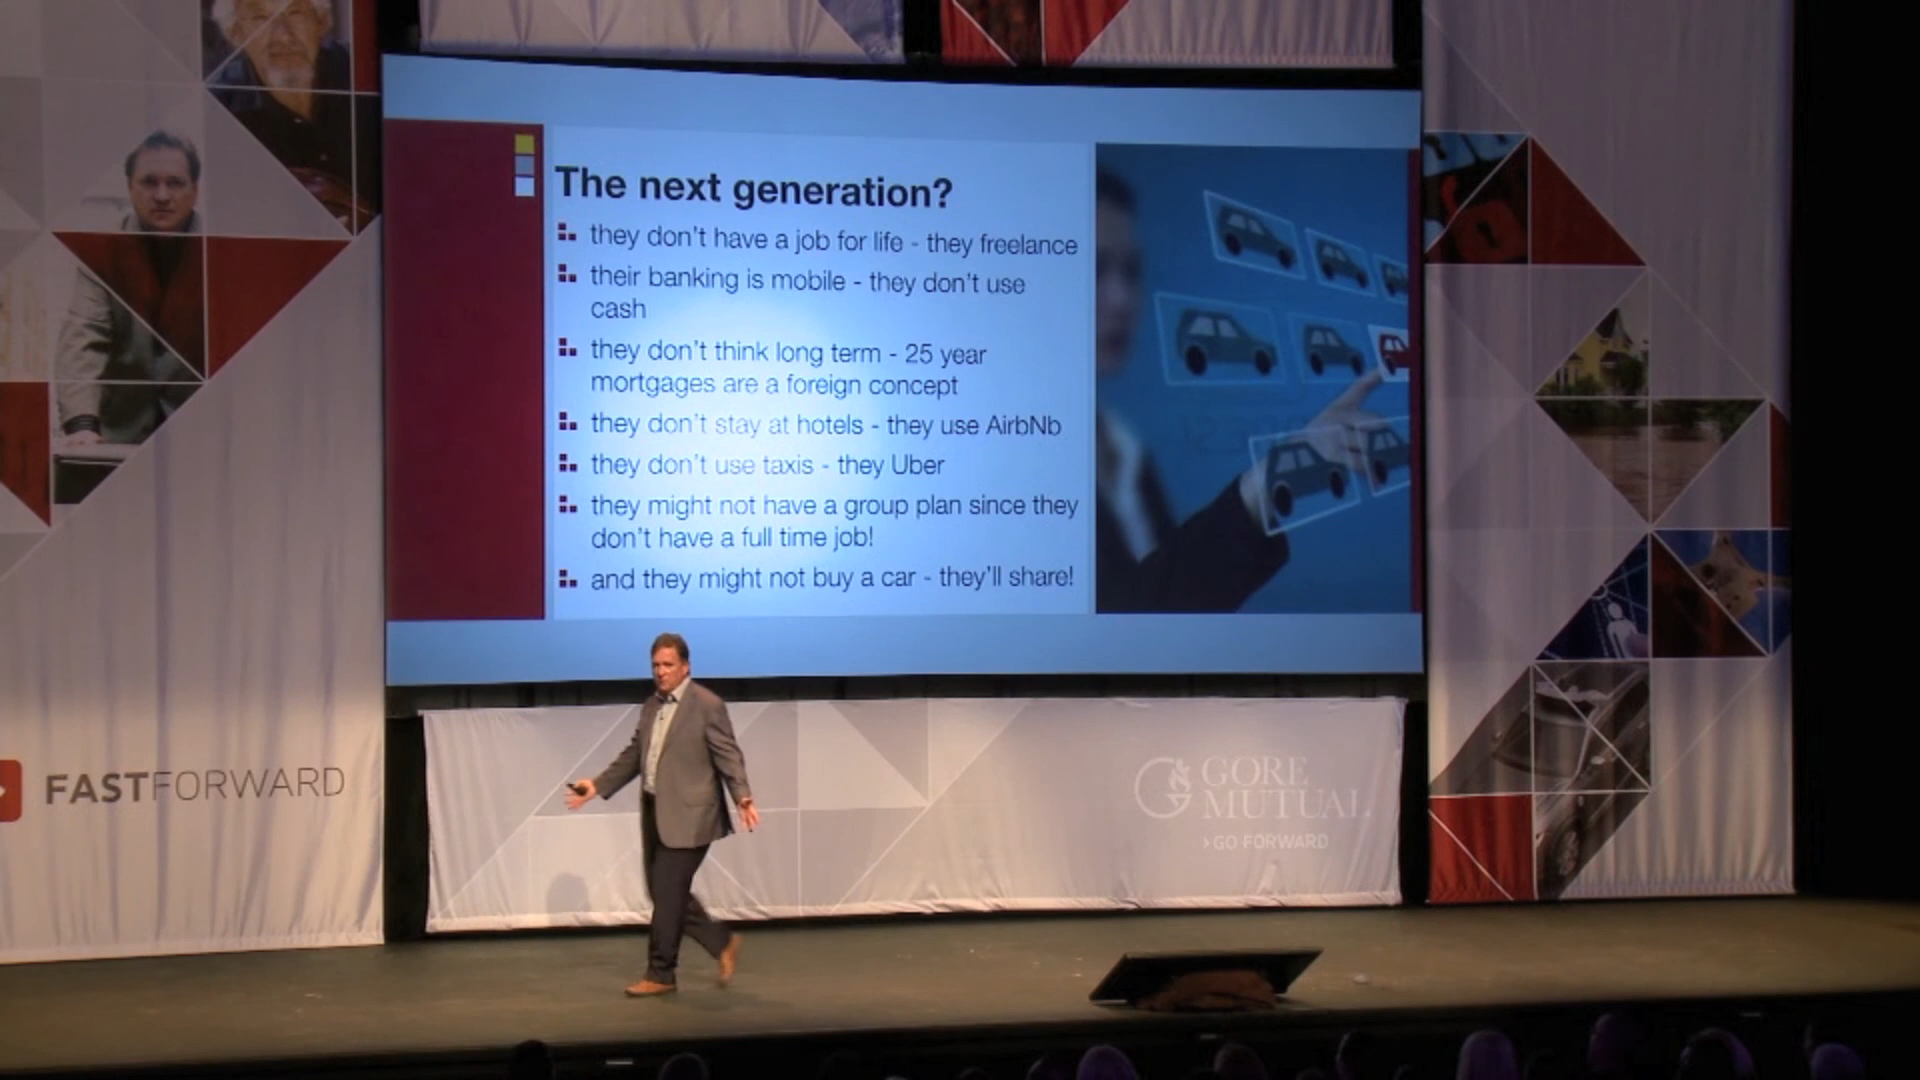 The next generation?
they don't have a job for life - they freelance
their banking is mobile - they don't use
cash
they don't think long term - 25 year
mortgages are a foreign concept
they don't stay at hotels - they use AirbNb
they don't use taxis - they Uber
they might not have a group plan since they
don't have a full time job!
and they might not buy a car - they'll share!
FASTFORWARD
GORE
MUTUAL
>GO FORWARD